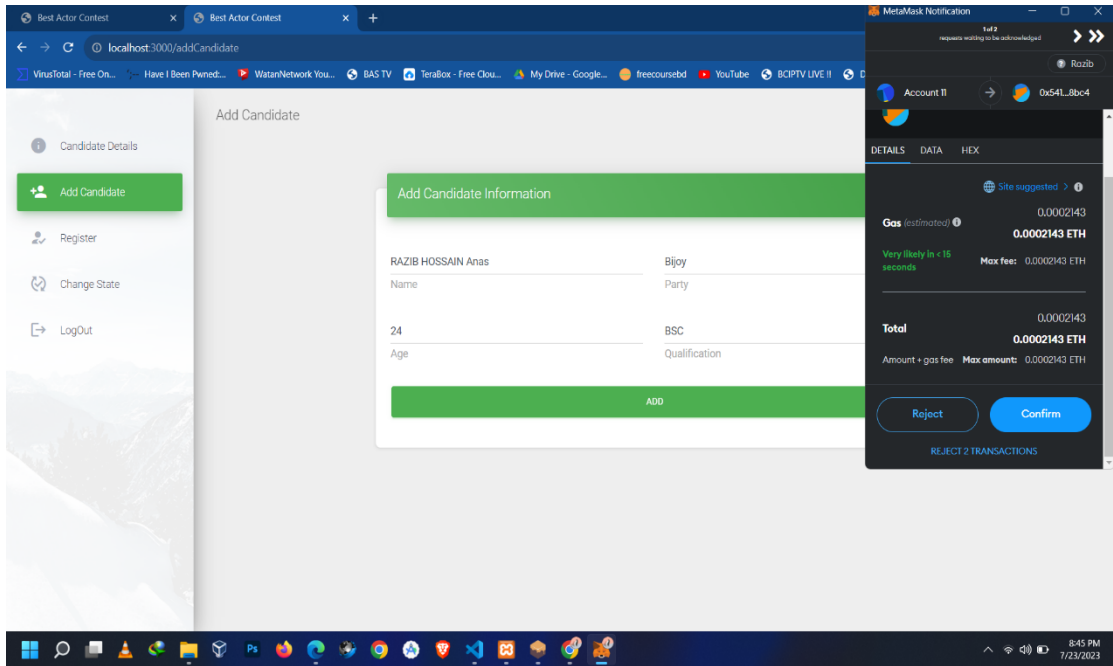 Best Actor Contest
Best Actor Contest
localhost:3000/addCandidate
VirusTotal - Free On...
Have I Been Pwned:...
WatanNetwork You...
BAS TV
TeraBox - Free Clou...
My Drive - Google...
freecoursebd
YouTube
BCIPTV LIVE !!
Candidate Details
Add Candidate
Register
Change State
LogOut
Add Candidate
Add Candidate Information
RAZIB HOSSAIN Anas
Bijoy
Name
Party
24
BSC
Age
Qualification
ADD
MetaMask Notification
1 of 2
requests waiting to be acknowledged
Razib
Account 11
0x541...8bc4
DETAILS DATA HEX
Site suggested >
0.0002143
Gas (estimated)
0.0002143 ETH
Very likely in < 15 seconds
Max fee: 0.0002143 ETH
0.0002143
Total
0.0002143 ETH
Amount + gas fee Max amount: 0.0002143 ETH
Reject
Confirm
REJECT 2 TRANSACTIONS
Ps
8:45 PM
7/23/2023